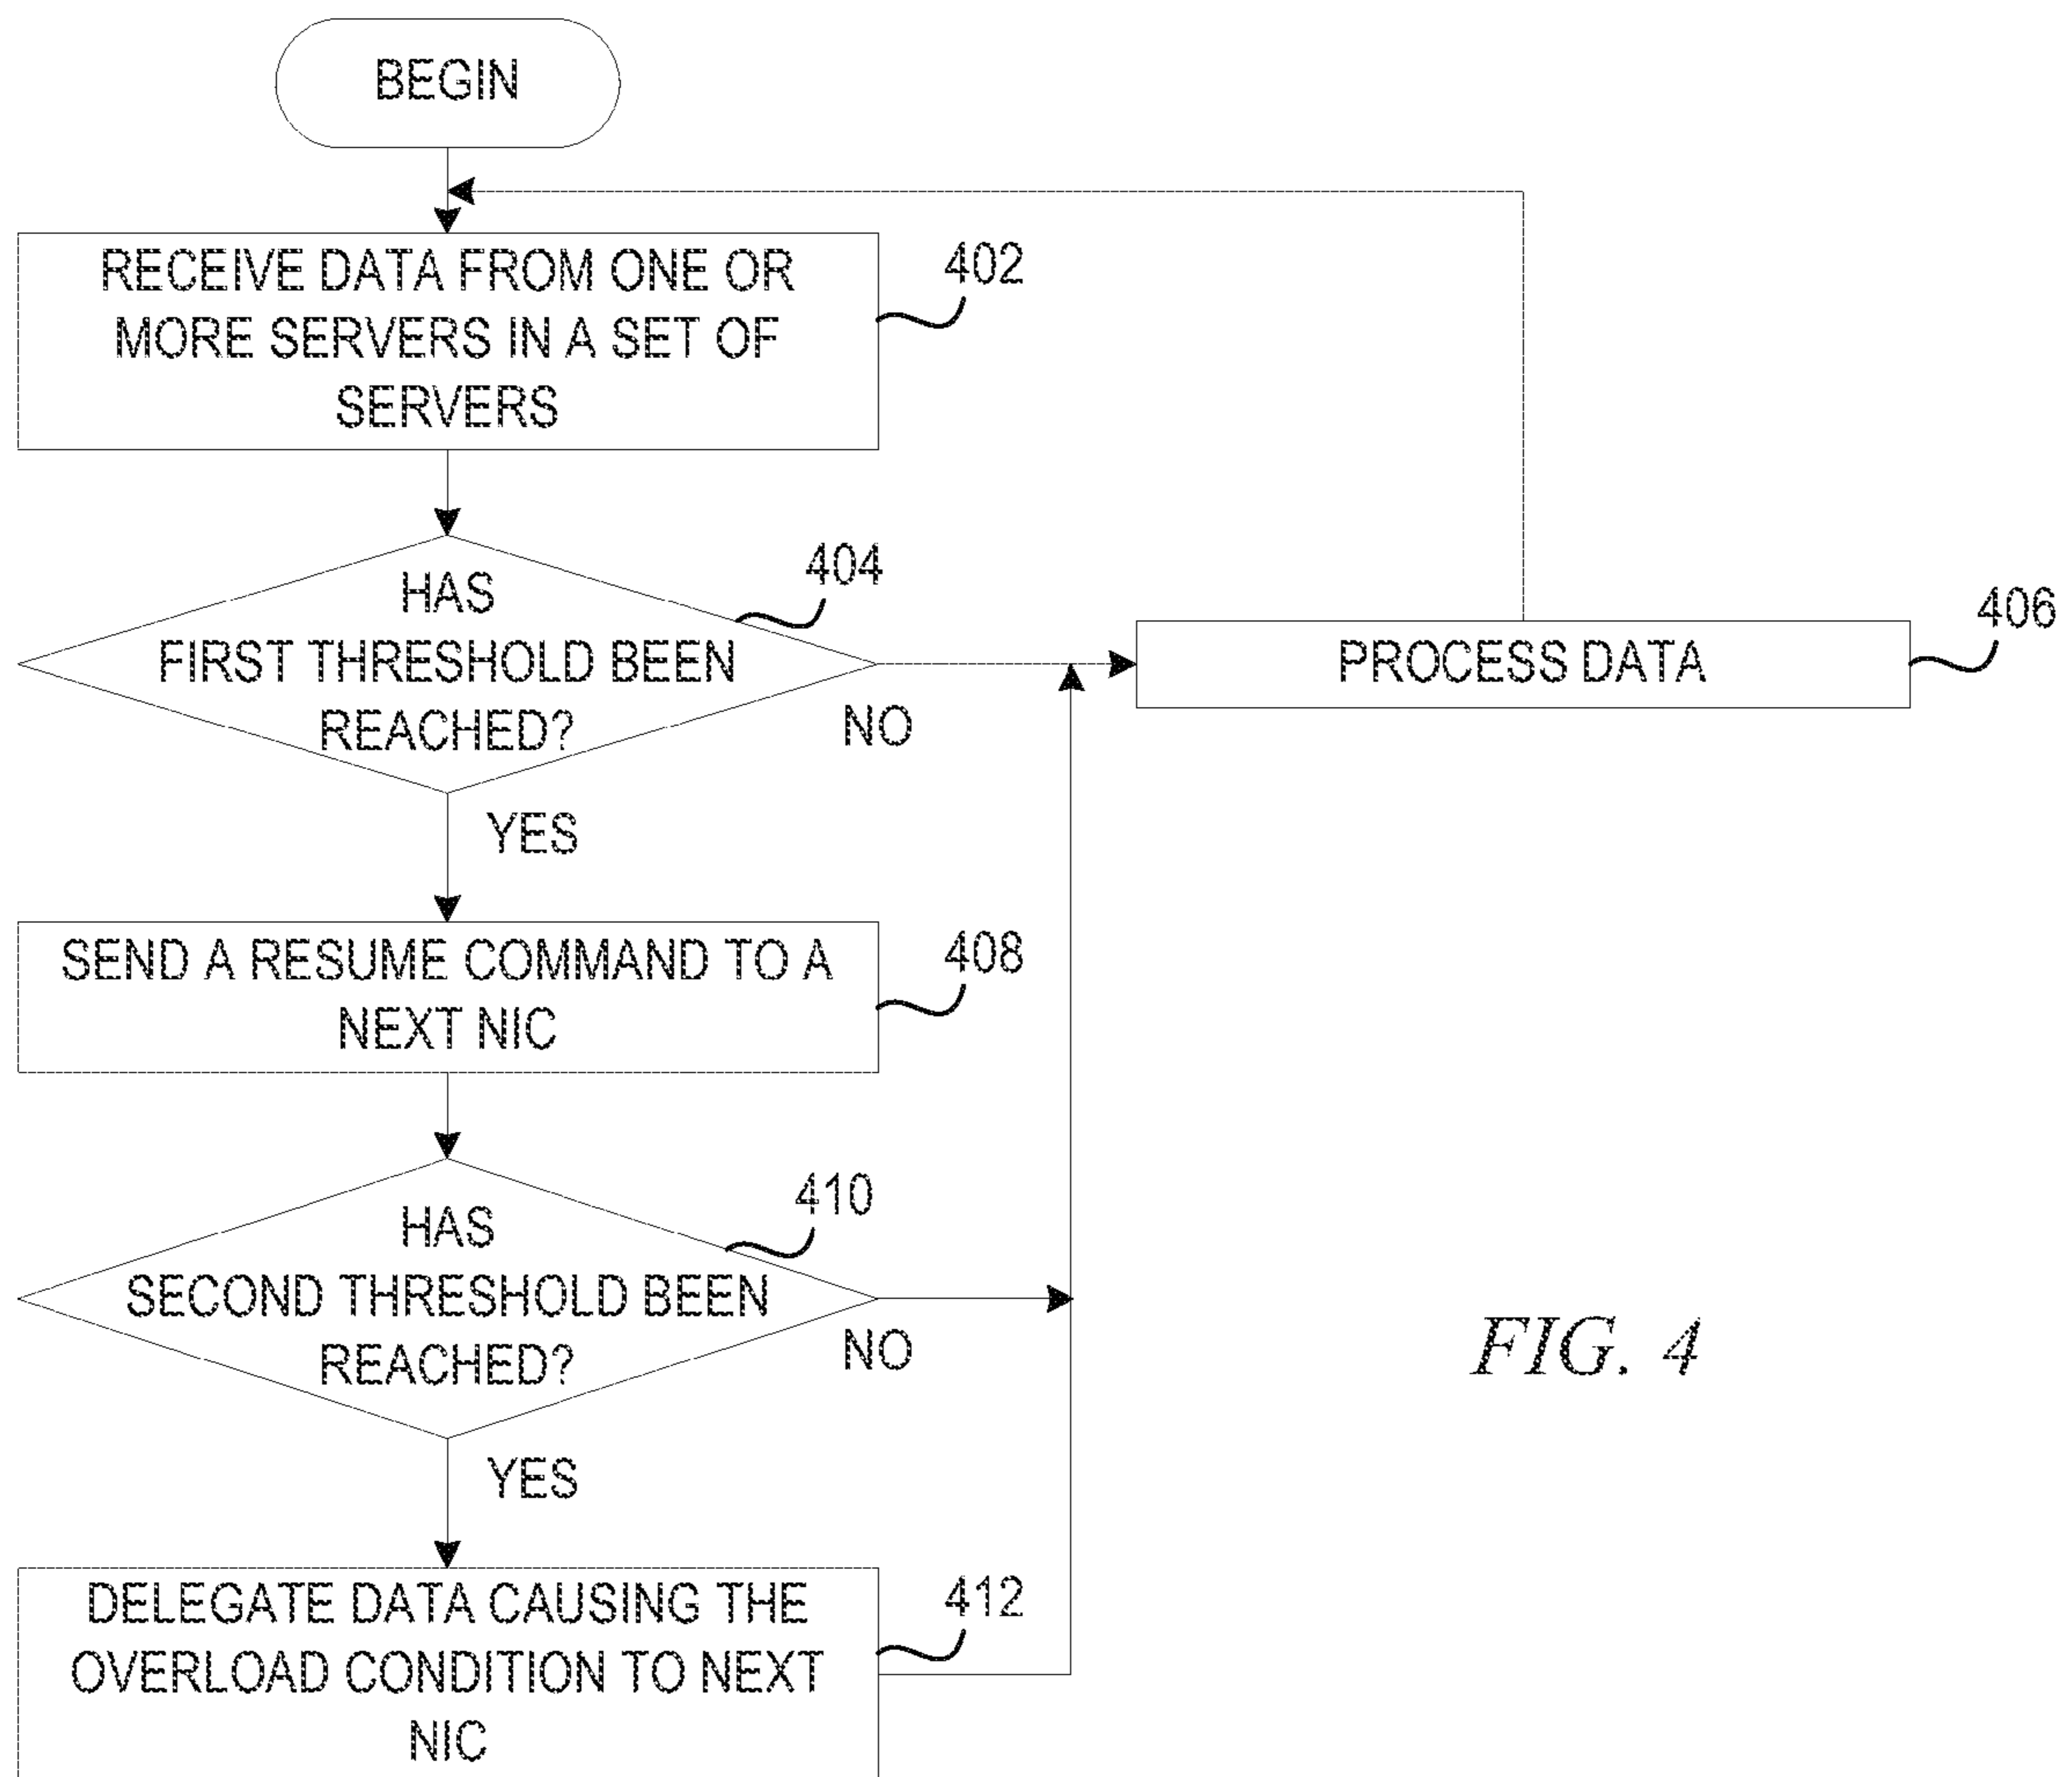 BEGIN
RECEIVE DATA FROM ONE OR
MORE SERVERS IN A SET OF
SERVERS
402
HAS
FIRST THRESHOLD BEEN
REACHED?
404
NO
YES
PROCESS DATA
406
SEND A RESUME COMMAND TO A
NEXT NIC
408
HAS
SECOND THRESHOLD BEEN
REACHED?
410
NO
YES
DELEGATE DATA CAUSING THE
OVERLOAD CONDITION TO NEXT
NIC
412
FIG. 4